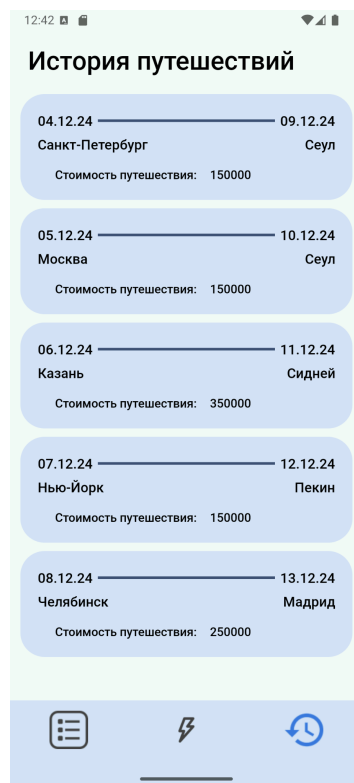 12:42
История путешествий
04.12.24 09.12.24
Санкт-Петербург Сеул
Стоимость путешествия: 150000
05.12.24 10.12.24
Москва Сеул
Стоимость путешествия: 150000
06.12.24 11.12.24
Казань Сидней
Стоимость путешествия: 350000
07.12.24 12.12.24
Нью-Йорк Пекин
Стоимость путешествия: 150000
08.12.24 13.12.24
Челябинск Мадрид
Стоимость путешествия: 250000